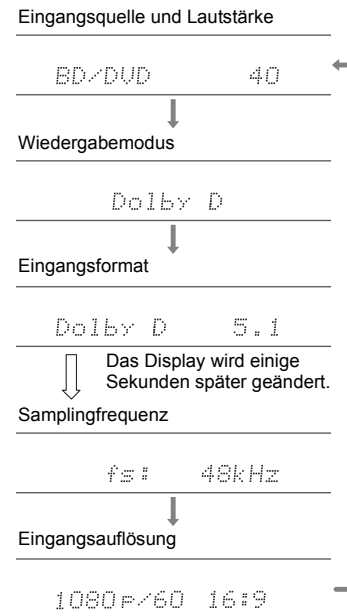 Eingangsquelle und Lautstärke
BD/DVD 40
Wiedergabemodus
Dolby D
Eingangsformat
Dolby D 5.1
Das Display wird einige
Sekunden später geändert.
Samplingfrequenz
fs: 48kHz
Eingangsauflösung
1080p/60 16:9